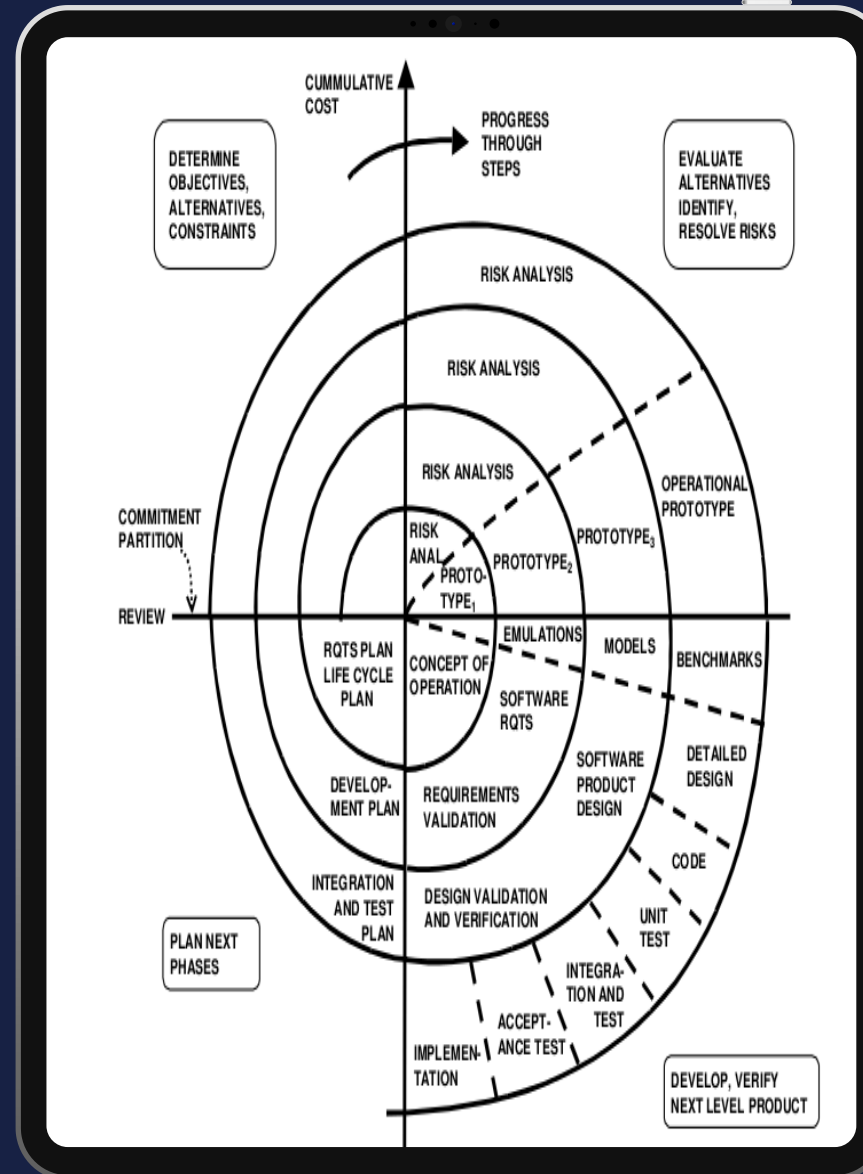 CUMMULATIVE
COST
PROGRESS
THROUGH
STEPS
DETERMINE
OBJECTIVES,
ALTERNATIVES,
CONSTRAINTS
EVALUATE
ALTERNATIVES
IDENTIFY,
RESOLVE RISKS
RISK ANALYSIS
RISK ANALYSIS
RISK ANALYSIS
RISK
ANAL
PROTO-
TYPE₁
PROTOTYPE₂
PROTOTYPE₃
OPERATIONAL
PROTOTYPE
COMMITMENT
PARTITION
REVIEW
RQTS PLAN
LIFE CYCLE
PLAN
CONCEPT OF
OPERATION
EMULATIONS
MODELS
BENCHMARKS
SOFTWARE
RQTS
SOFTWARE
PRODUCT
DESIGN
DETAILED
DESIGN
DEVELOP-
MENT PLAN
REQUIREMENTS
VALIDATION
CODE
INTEGRATION
AND TEST
PLAN
DESIGN VALIDATION
AND VERIFICATION
UNIT
TEST
INTEGRA-
TION AND
TEST
ACCEPT-
ANCE TEST
IMPLEMEN-
TATION
PLAN NEXT
PHASES
DEVELOP, VERIFY
NEXT LEVEL PRODUCT